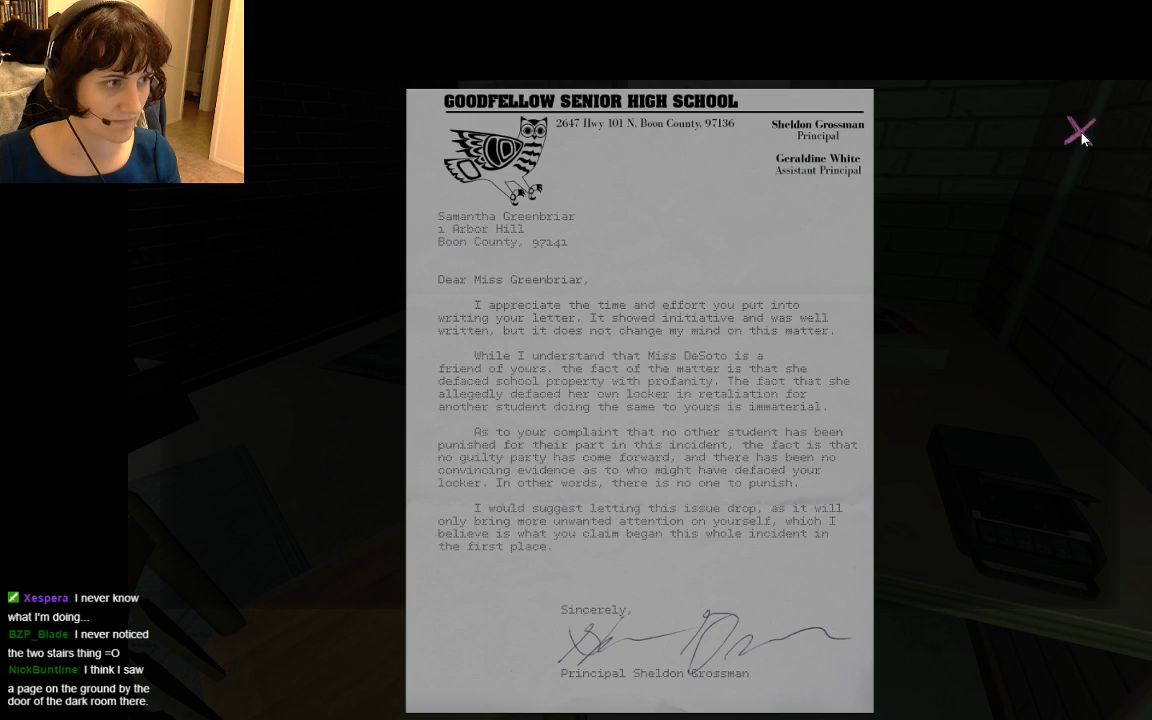 GOODFELLOW SENIOR HIGH SCHOOL
2647 Hwy 101 N. Boon County, 97136
Sheldon Grossman
Principal
Geraldine White
Assistant Principal
Samantha Greenbriar
1 Arbor Hill
Boon County, 97141
Dear Miss Greenbriar,
I appreciate the time and effort you put into
writing your letter. It showed initiative and was well
written, but it does not change my mind on this matter.
While I understand that Miss DeSoto is a
friend of yours, the fact of the matter is that she
defaced school property with profanity. The fact that she
allegedly defaced her own locker in retaliation for
another student doing the same to yours is immaterial.
As to your complaint that no other student has been
punished for their part in this incident, the fact is that
no guilty party has come forward, and there has been no
convincing evidence as to who might have defaced your
locker. In other words, there is no one to punish.
I would suggest letting this issue drop, as it will
only bring more unwanted attention on yourself, which I
believe is what you claim began this whole incident in
the first place.
Sincerely,
Principal Sheldon Grossman
Xespera: I never know
what I'm doing...
BZP_Blade: I never noticed
the two stairs thing =O
NickBuntline: I think I saw
a page on the ground by the
door of the dark room there.